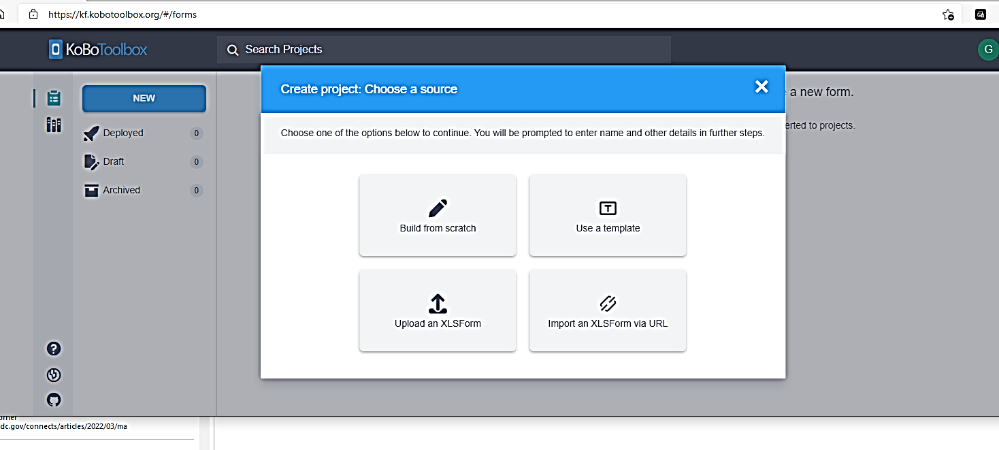 https://kf.kobotoolbox.org/#/forms
KoBoToolbox
Search Projects
G
Create project: Choose a source
a new form.
NEW
Choose one of the options below to continue. You will be prompted to enter name and other details in further steps.
erted to projects.
Deployed 0
Draft 0
Archived 0
Build from scratch
Use a template
Upload an XLSForm
Import an XLSForm via URL
dc.gov/connects/articles/2022/03/ma